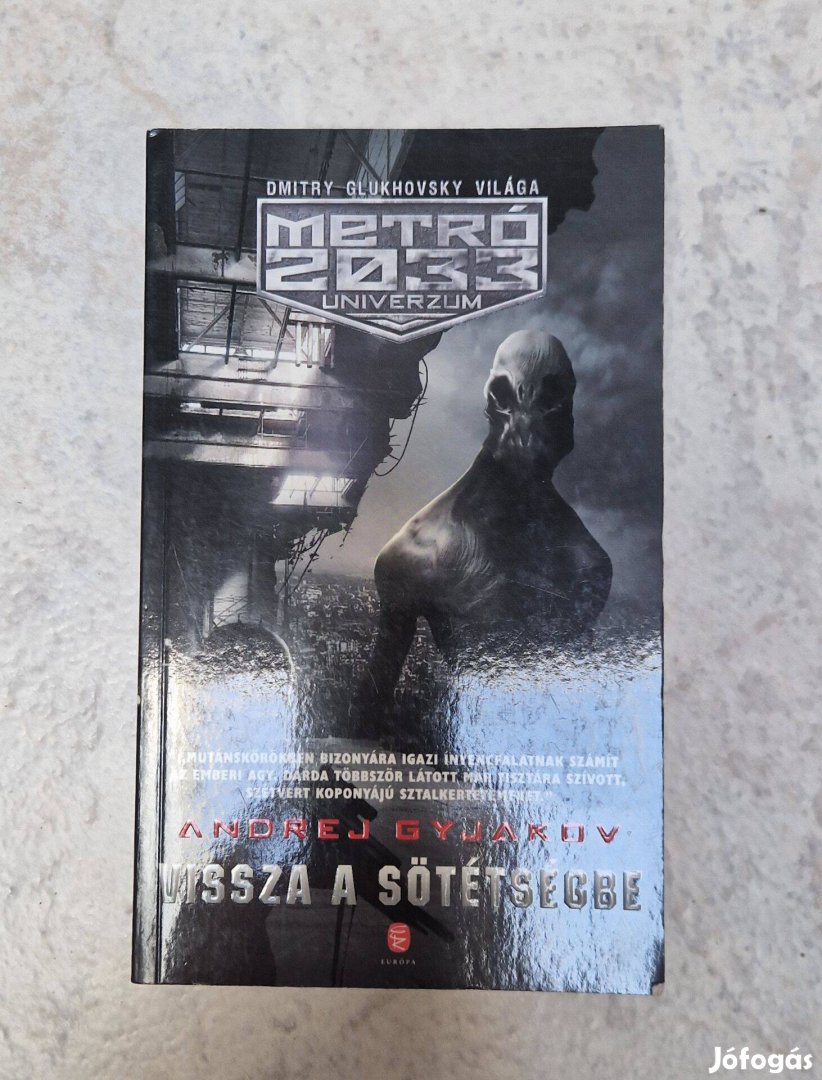 DMITRY GLUKHOVSKY VILÁGA
METRÓ
2033
UNIVERZUM
"MUTÁNSKÖRÖKBEN BIZONYÁRA IGAZI ÍNYENCFALATNAK SZÁMÍT
AZ EMBERI AGY. DARDA TÖBBSZÖR LÁTOTT MÁR TISZTÁRA SZÍVOTT,
SZÉTVERT KOPONYÁJÚ SZTALKERTETEMEKET."
ANDREJ GYJAKOV
VISSZA A SÖTÉTSÉGBE
EURÓPA
Jófogás